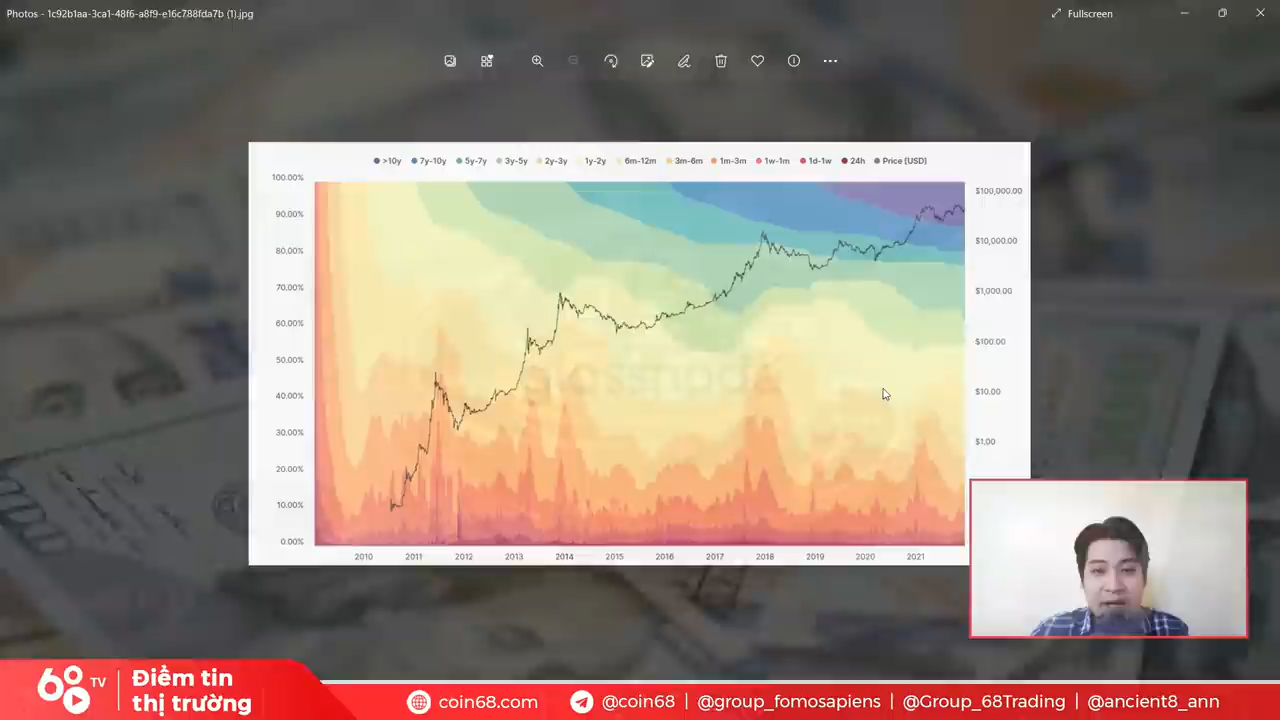 Photos - 1c92b1aa-3ca1-48f6-a8f9-e16c788fda7b (1).jpg
Fullscreen
>10y 7y-10y 5y-7y 3y-5y 2y-3y 1y-2y 6m-12m 3m-6m 1m-3m 1w-1m 1d-1w 24h Price [USD]
100.00%
90.00%
80.00%
70.00%
60.00%
50.00%
40.00%
30.00%
20.00%
10.00%
0.00%
$100,000.00
$10,000.00
$1,000.00
$100.00
$10.00
$1.00
glassnode
2010 2011 2012 2013 2014 2015 2016 2017 2018 2019 2020 2021
68 TV
Điểm tin
thị trường
coin68.com
@coin68 | @group_fomosapiens | @Group_68Trading | @ancient8_ann